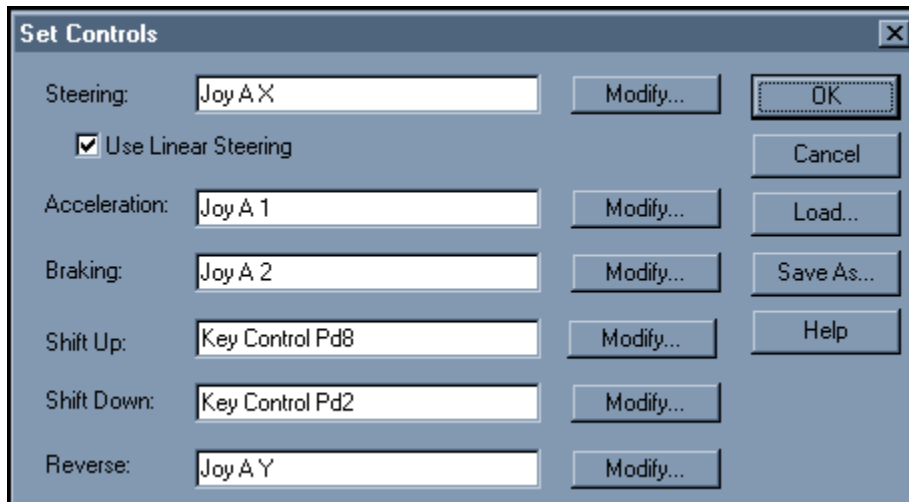 Set Controls
Steering: Joy A X Modify... OK
Use Linear Steering Cancel
Acceleration: Joy A 1 Modify... Load...
Braking: Joy A 2 Modify... Save As...
Shift Up: Key Control Pd8 Modify... Help
Shift Down: Key Control Pd2 Modify...
Reverse: Joy A Y Modify...